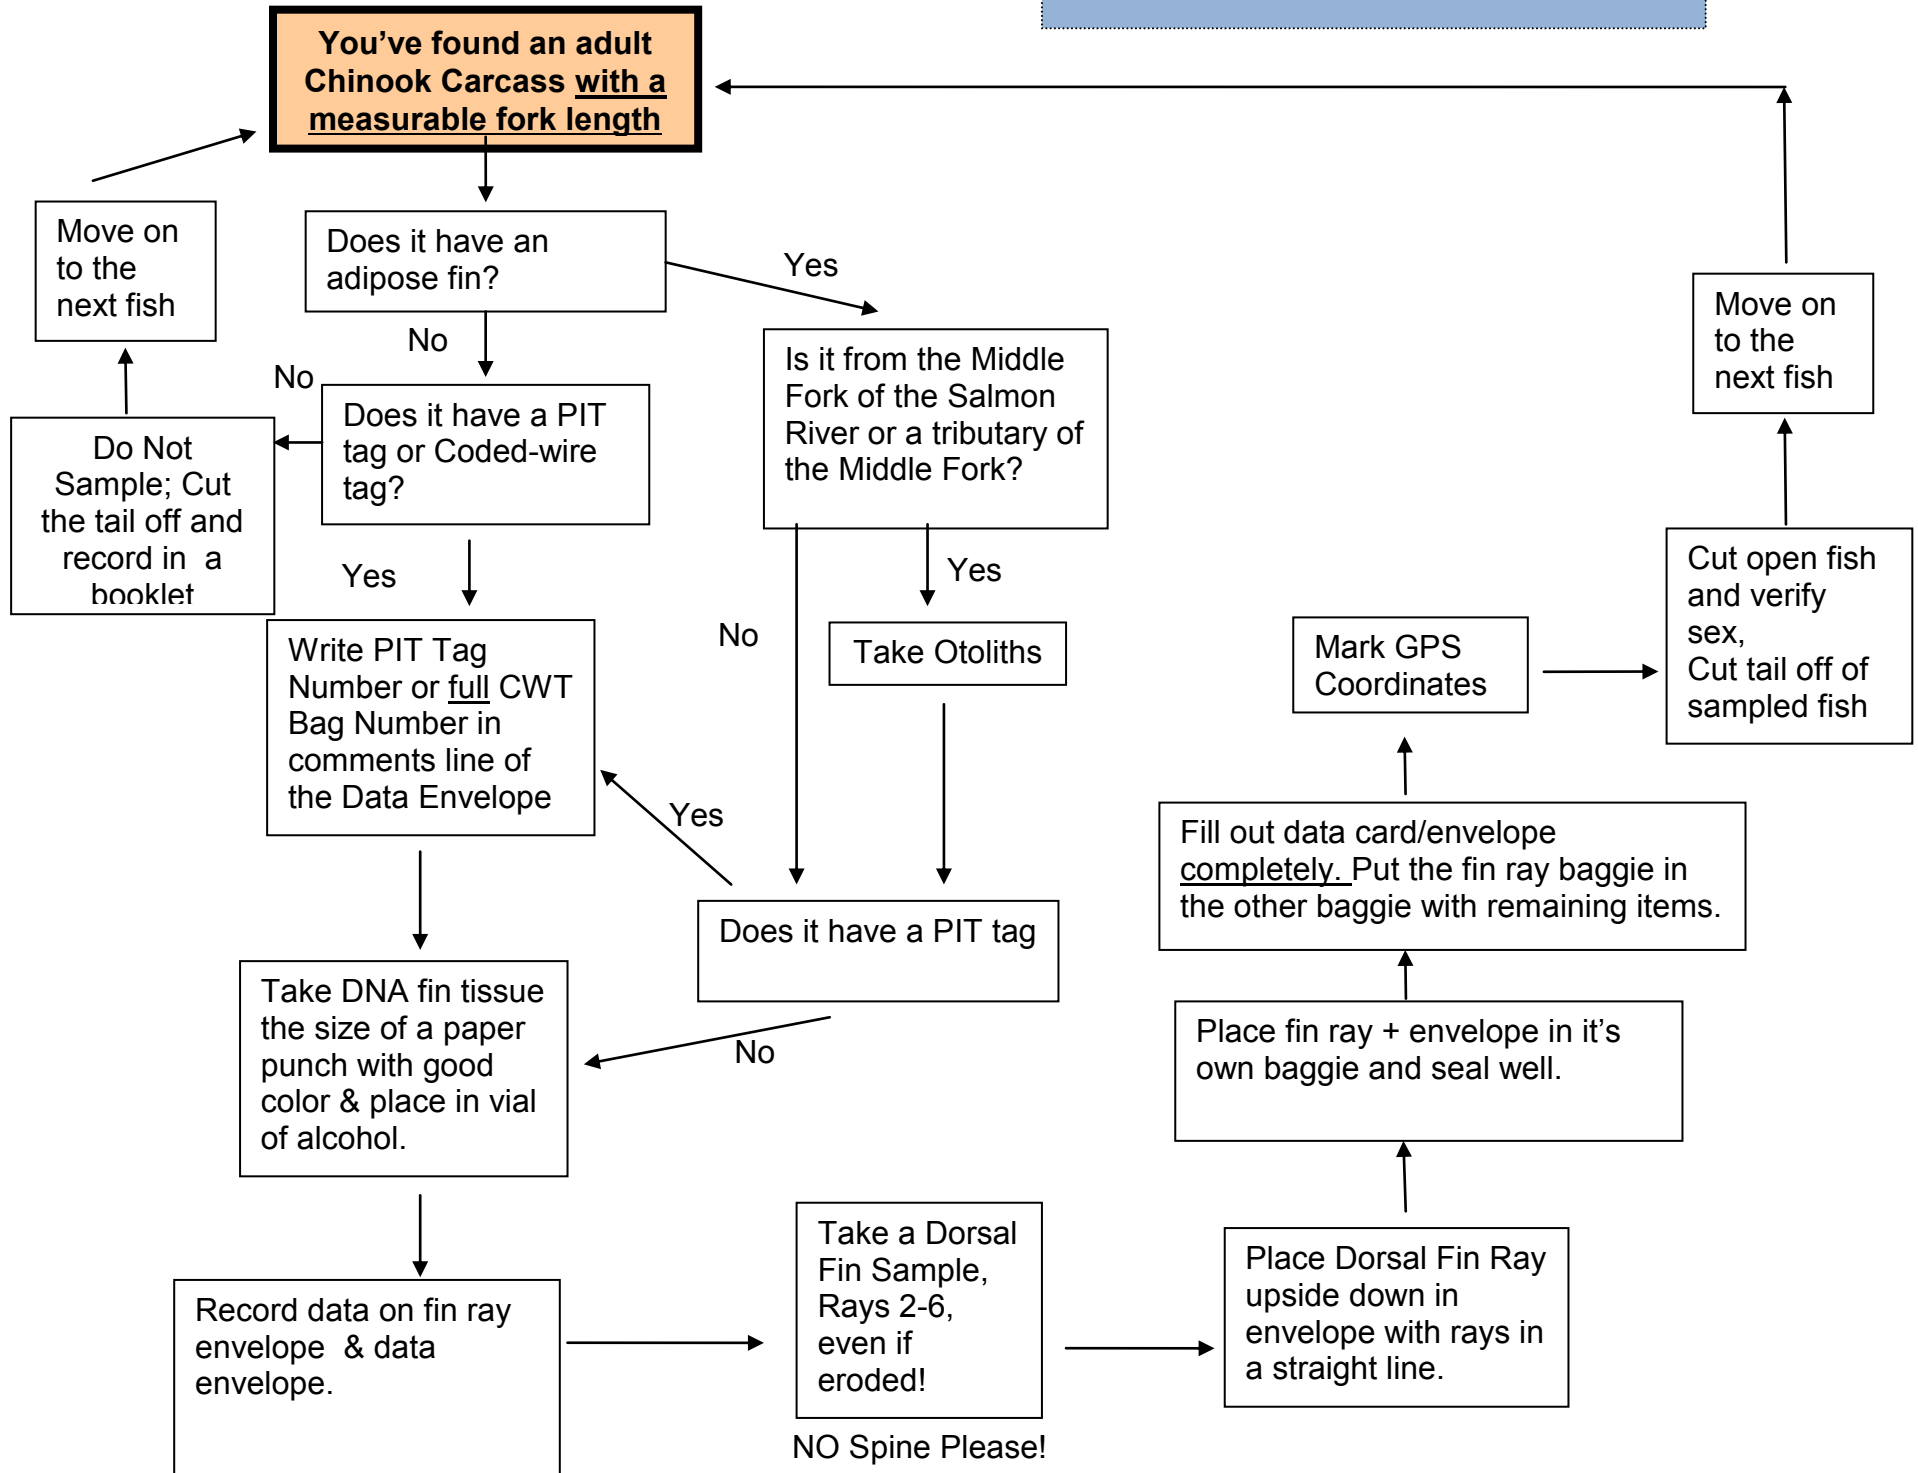 You’ve found an adult
Chinook Carcass with a
measurable fork length
Move on
to the
next fish
Does it have an
adipose fin?
Yes
No
No
Does it have a PIT
tag or Coded-wire
tag?
Is it from the Middle
Fork of the Salmon
River or a tributary of
the Middle Fork?
Move on
to the
next fish
Do Not
Sample; Cut
the tail off and
record in a
booklet
Yes
Yes
No
Write PIT Tag
Number or full CWT
Bag Number in
comments line of
the Data Envelope
Take Otoliths
Mark GPS
Coordinates
Cut open fish
and verify
sex,
Cut tail off of
sampled fish
Yes
Does it have a PIT tag
No
Fill out data card/envelope
completely. Put the fin ray baggie in
the other baggie with remaining items.
Take DNA fin tissue
the size of a paper
punch with good
color & place in vial
of alcohol.
Place fin ray + envelope in it’s
own baggie and seal well.
Record data on fin ray
envelope & data
envelope.
Take a Dorsal
Fin Sample,
Rays 2-6,
even if
eroded!
NO Spine Please!
Place Dorsal Fin Ray
upside down in
envelope with rays in
a straight line.